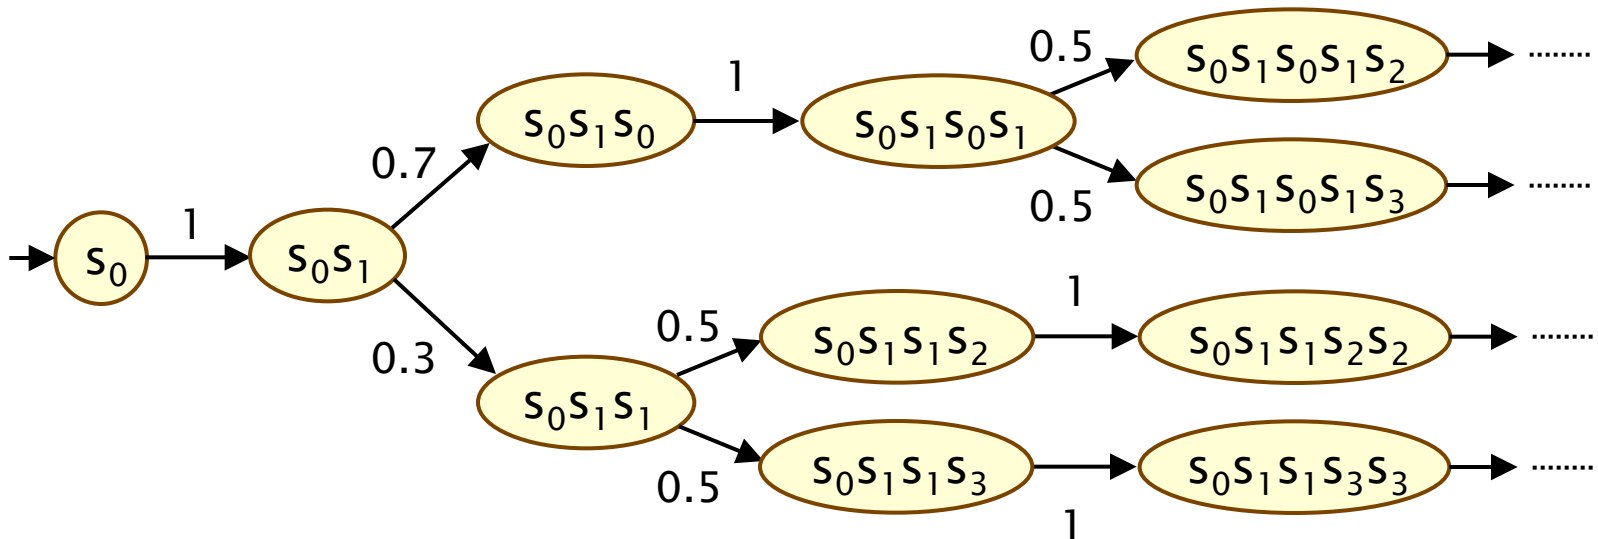 0.5
s₀s₁s₀s₁s₂ ........
1
s₀s₁s₀
s₀s₁s₀s₁
0.7
0.5
s₀s₁s₀s₁s₃ ........
1
s₀
s₀s₁
0.3
0.5
s₀s₁s₁s₂
1
s₀s₁s₁s₂s₂ ........
s₀s₁s₁
0.5
s₀s₁s₁s₃
1
s₀s₁s₁s₃s₃ ........